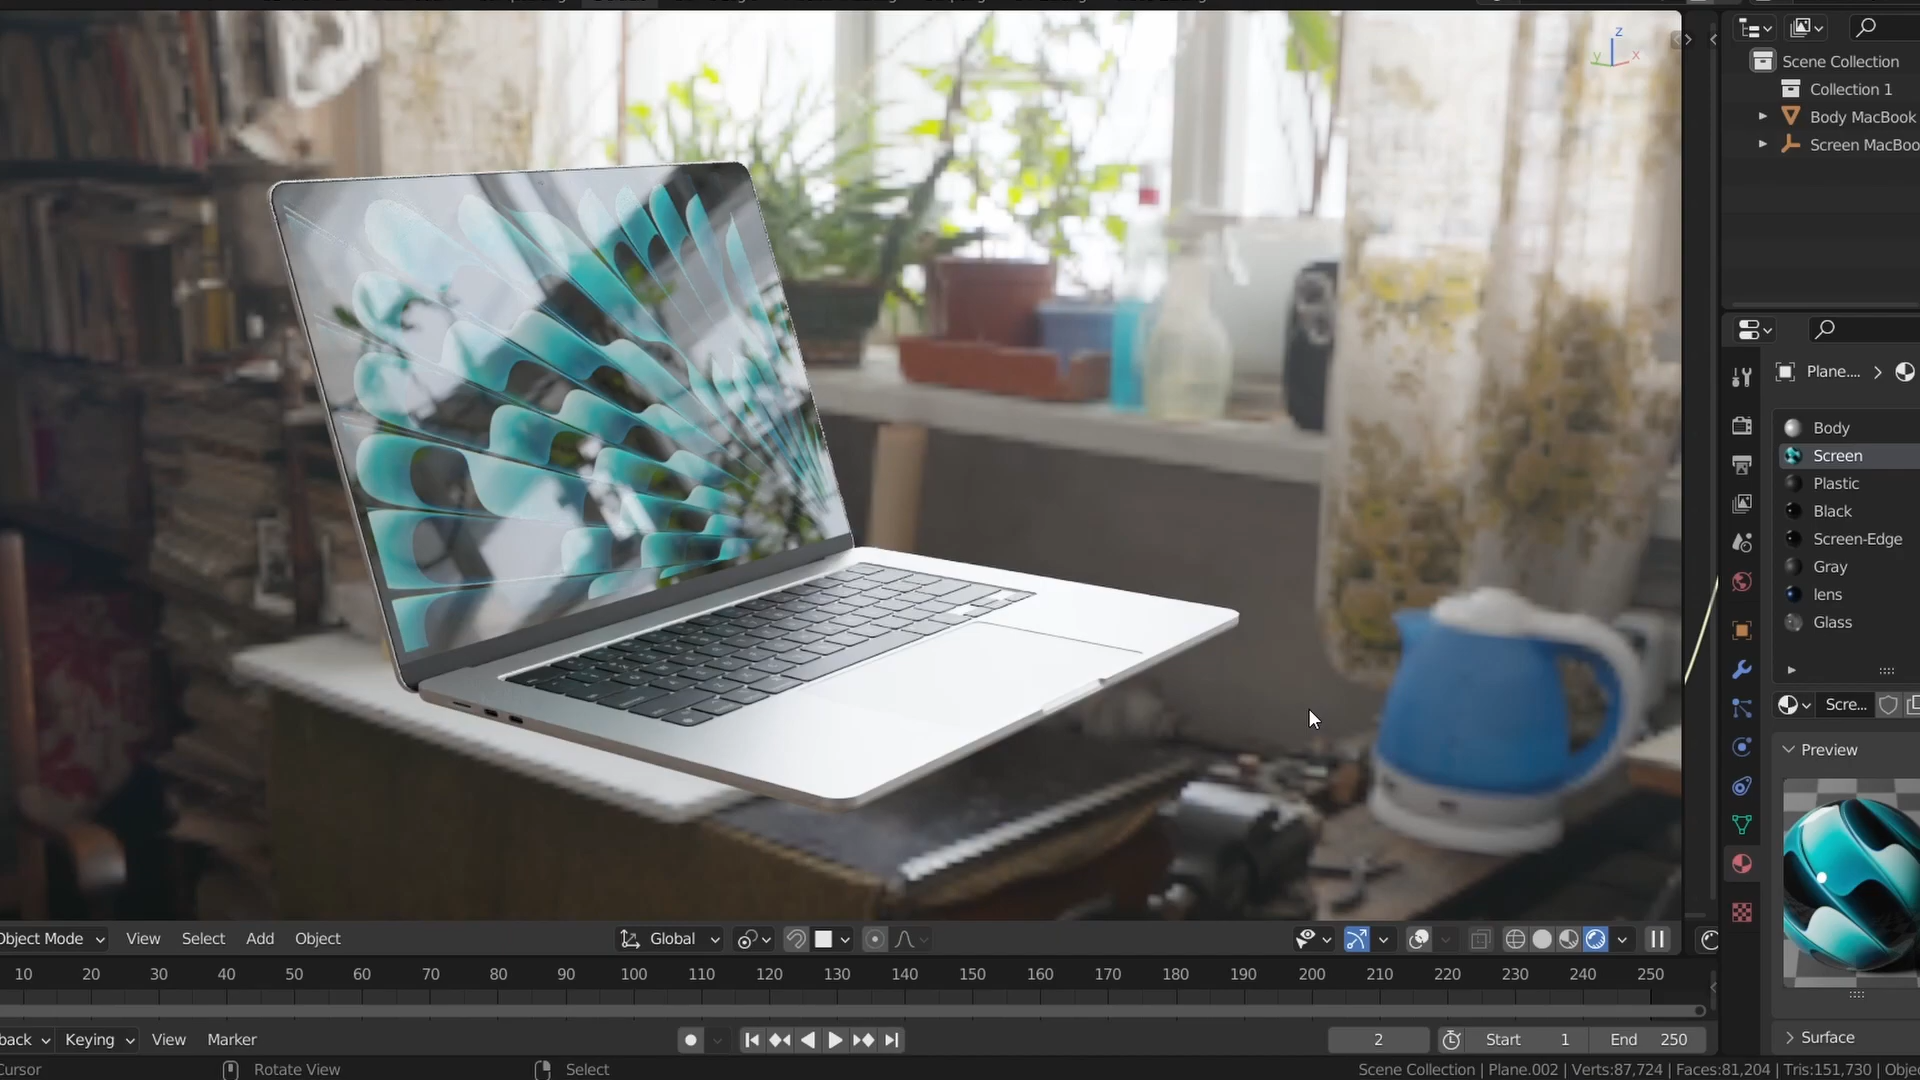 z
y
x
Scene Collection
Collection 1
Body MacBook
Screen MacBoo
Plane....
Body
Screen
Plastic
Black
Screen-Edge
Gray
lens
Glass
Scre...
Preview
Surface
Object Mode
View
Select
Add
Object
Global
10 20 30 40 50 60 70 80 90 100 110 120 130 140 150 160 170 180 190 200 210 220 230 240 250
back
Keying
View
Marker
2
Start 1
End 250
Cursor
Rotate View
Select
Scene Collection | Plane.002 | Verts:87,724 | Faces:81,204 | Tris:151,730 | Objec